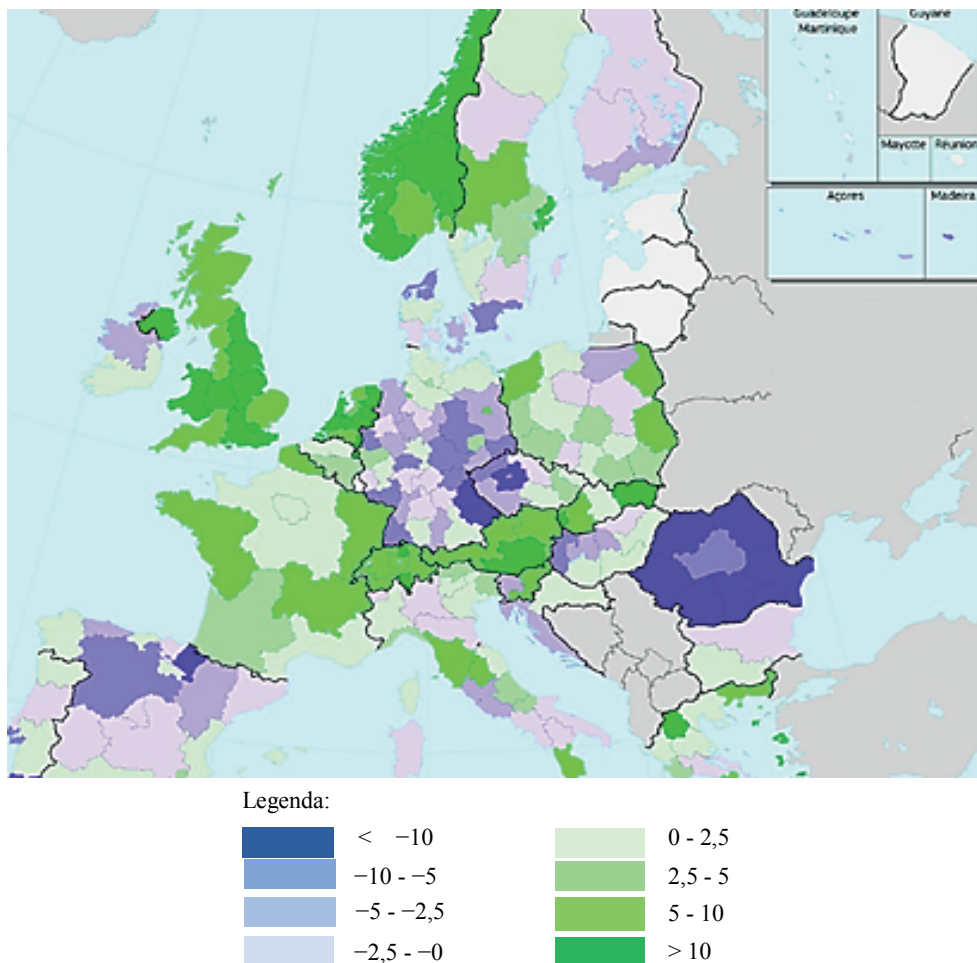 Guadeloupe
Martinique
Guyane
Mayotte
Réunion
Açores
Madeira
Legenda:
< −10
−10 - −5
−5 - −2,5
−2,5 - −0
0 - 2,5
2,5 - 5
5 - 10
> 10